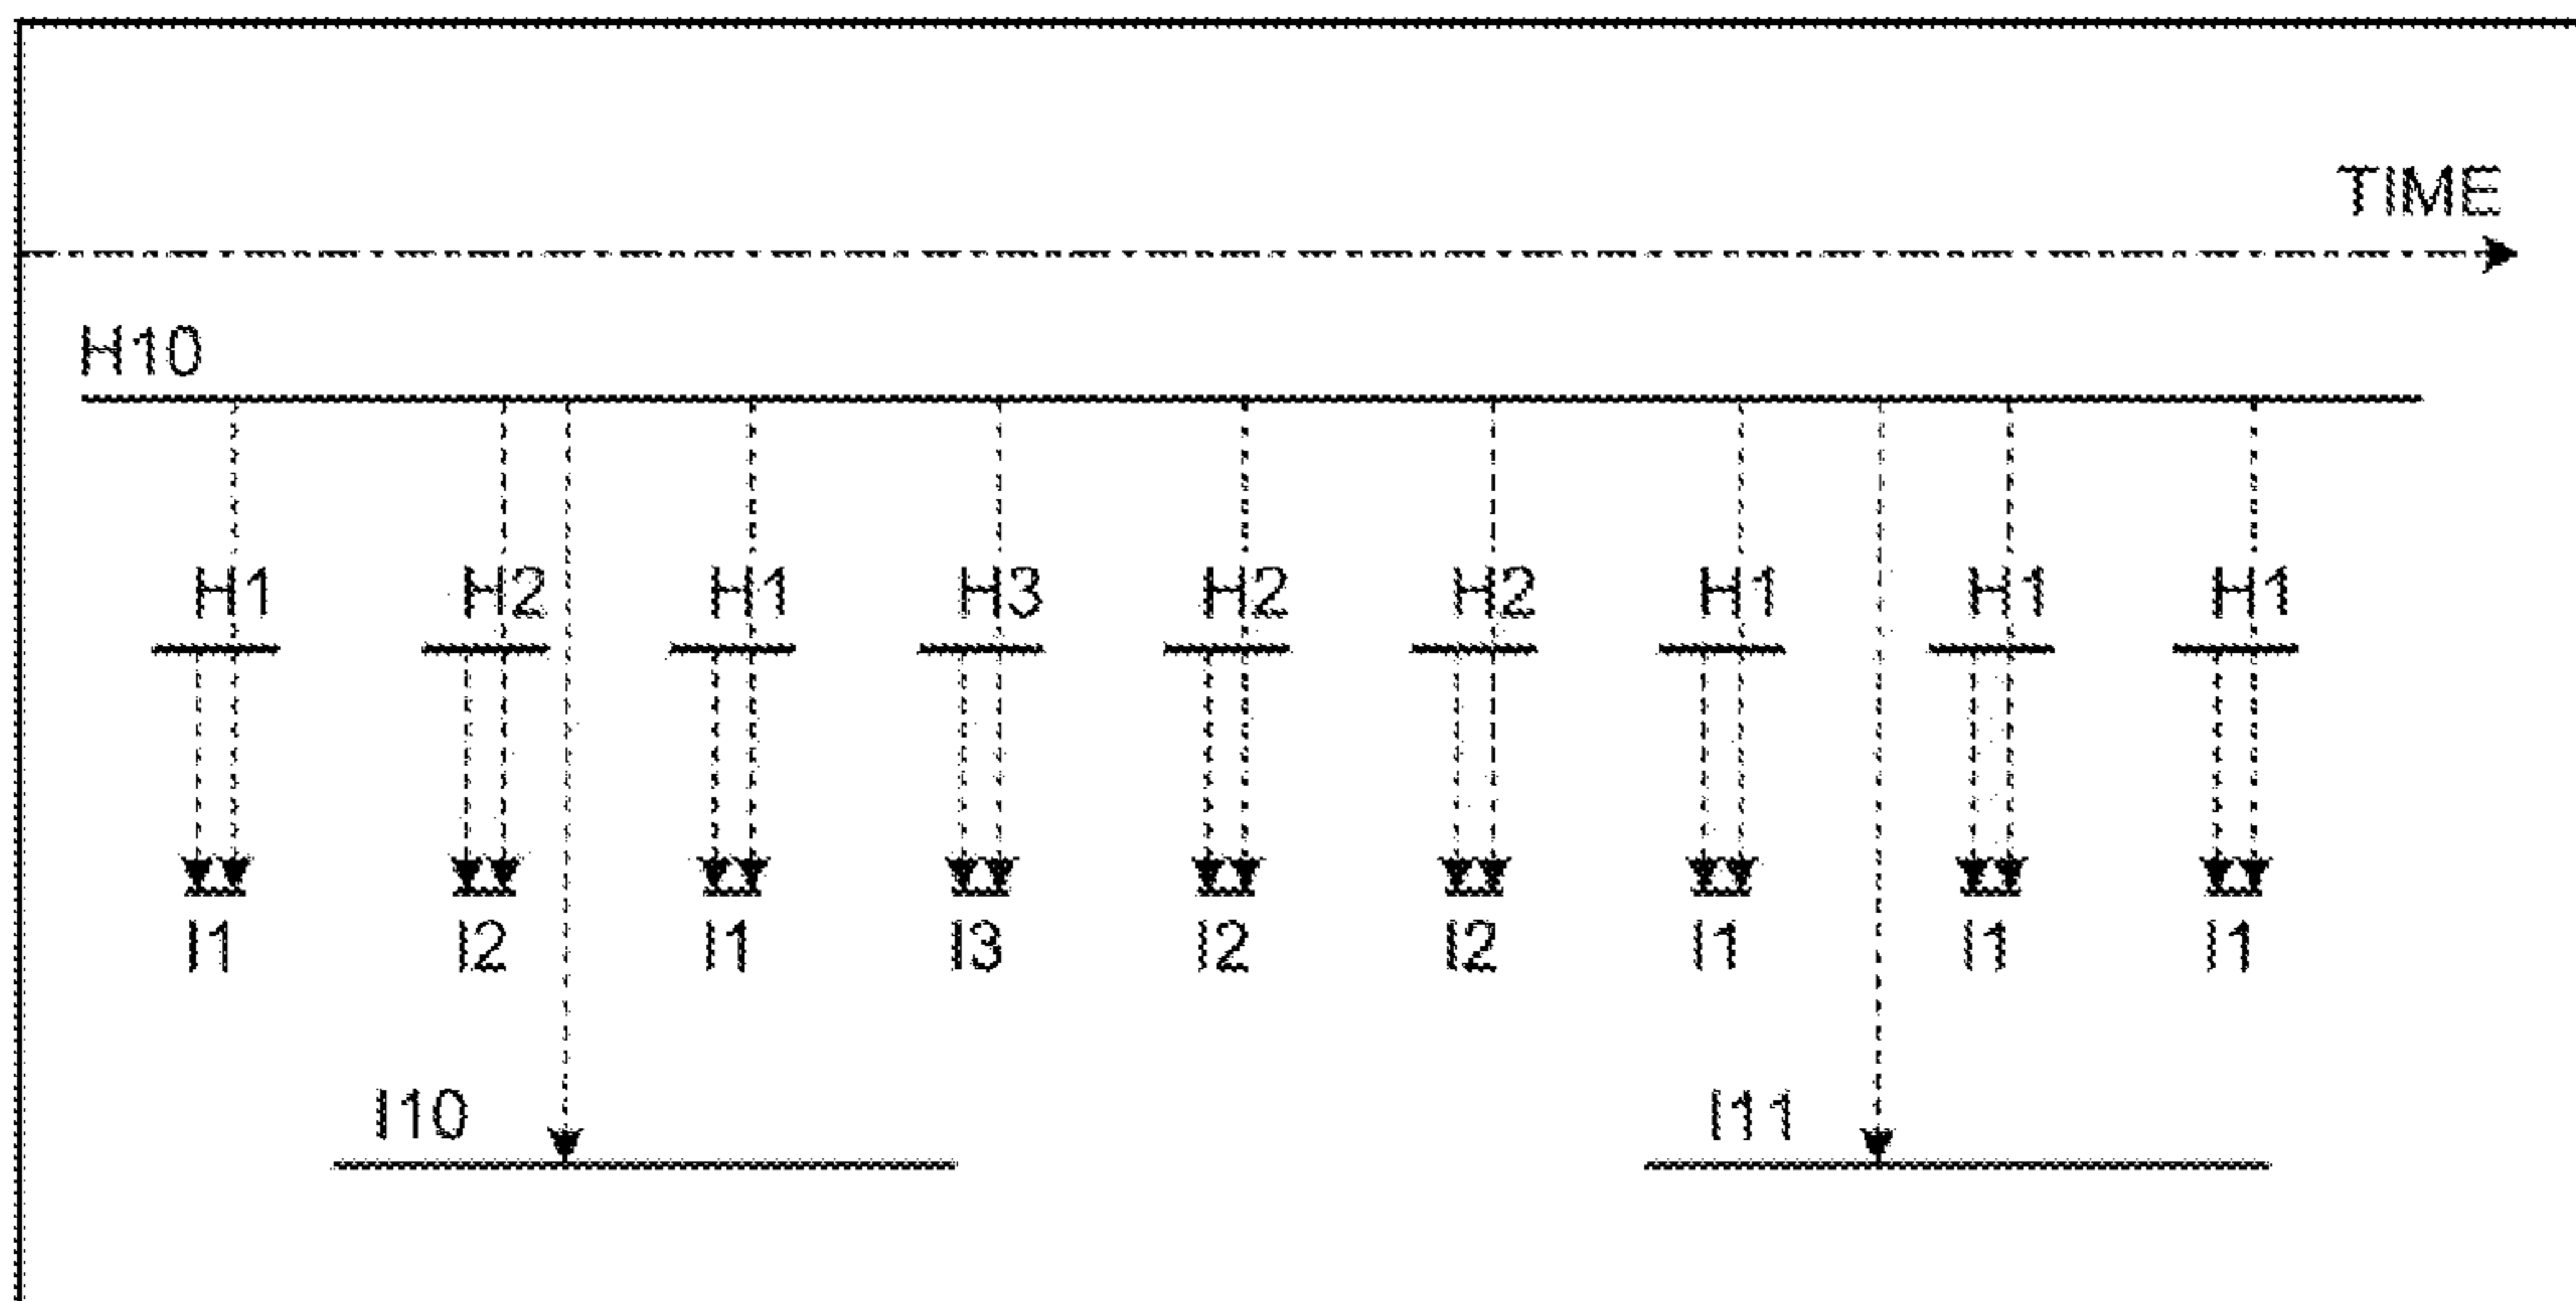 TIME
H10
H1 H2 H1 H3 H2 H2 H1 H1 H1
I1 I2 I1 I3 I2 I2 I1 I1 I1
I10 I11